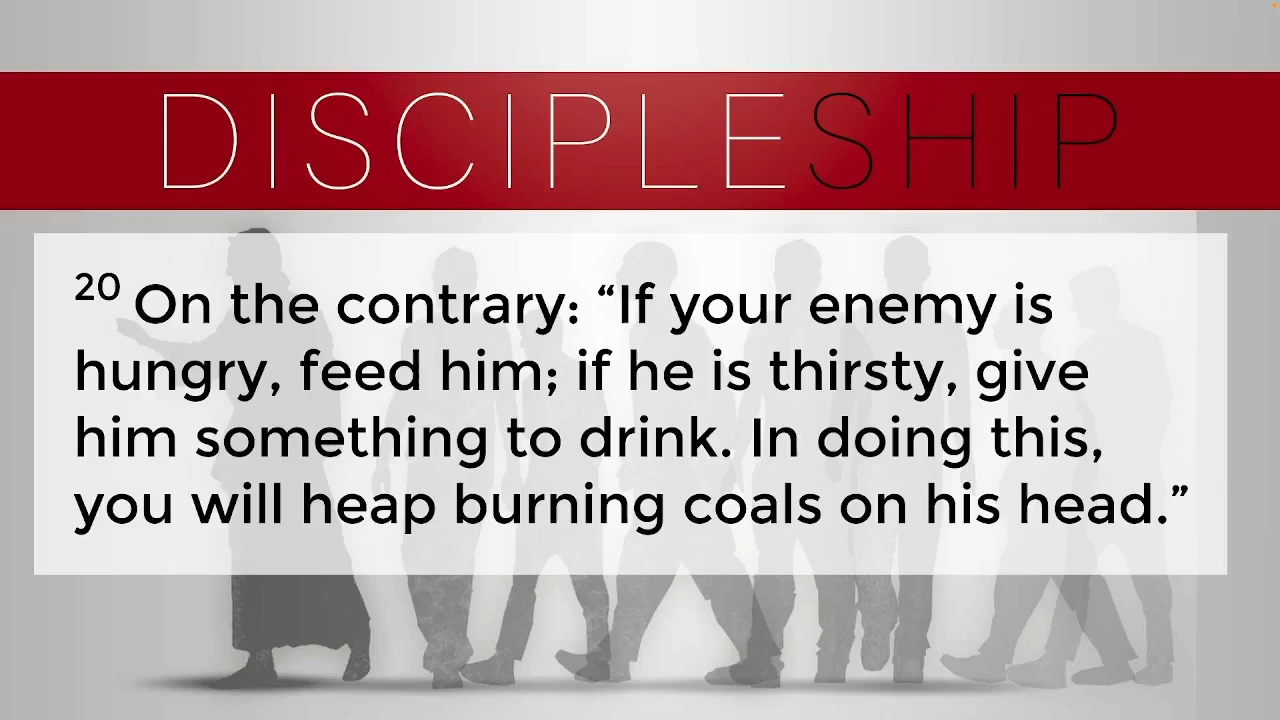 DISCIPLESHIP
20 On the contrary: “If your enemy is
hungry, feed him; if he is thirsty, give
him something to drink. In doing this,
you will heap burning coals on his head.”